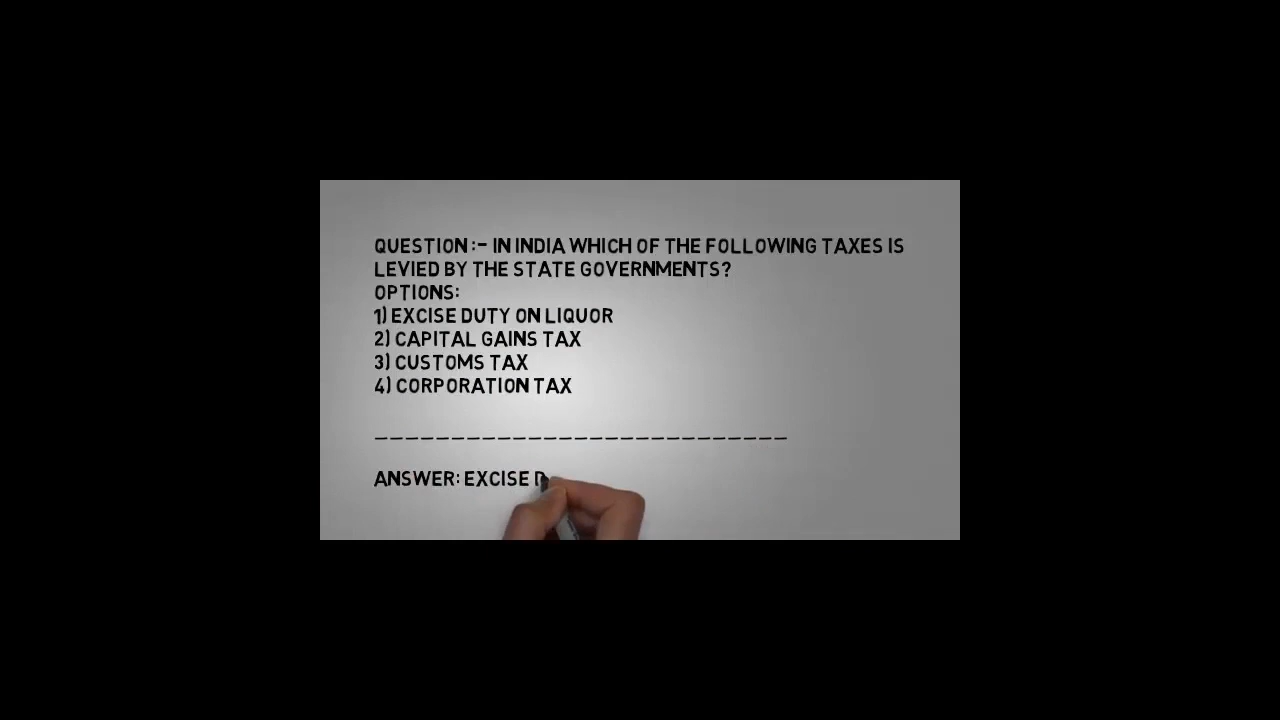 QUESTION :- IN INDIA WHICH OF THE FOLLOWING TAXES IS
LEVIED BY THE STATE GOVERNMENTS?
OPTIONS:
1) EXCISE DUTY ON LIQUOR
2) CAPITAL GAINS TAX
3) CUSTOMS TAX
4) CORPORATION TAX
___________________________
ANSWER: EXCISE D